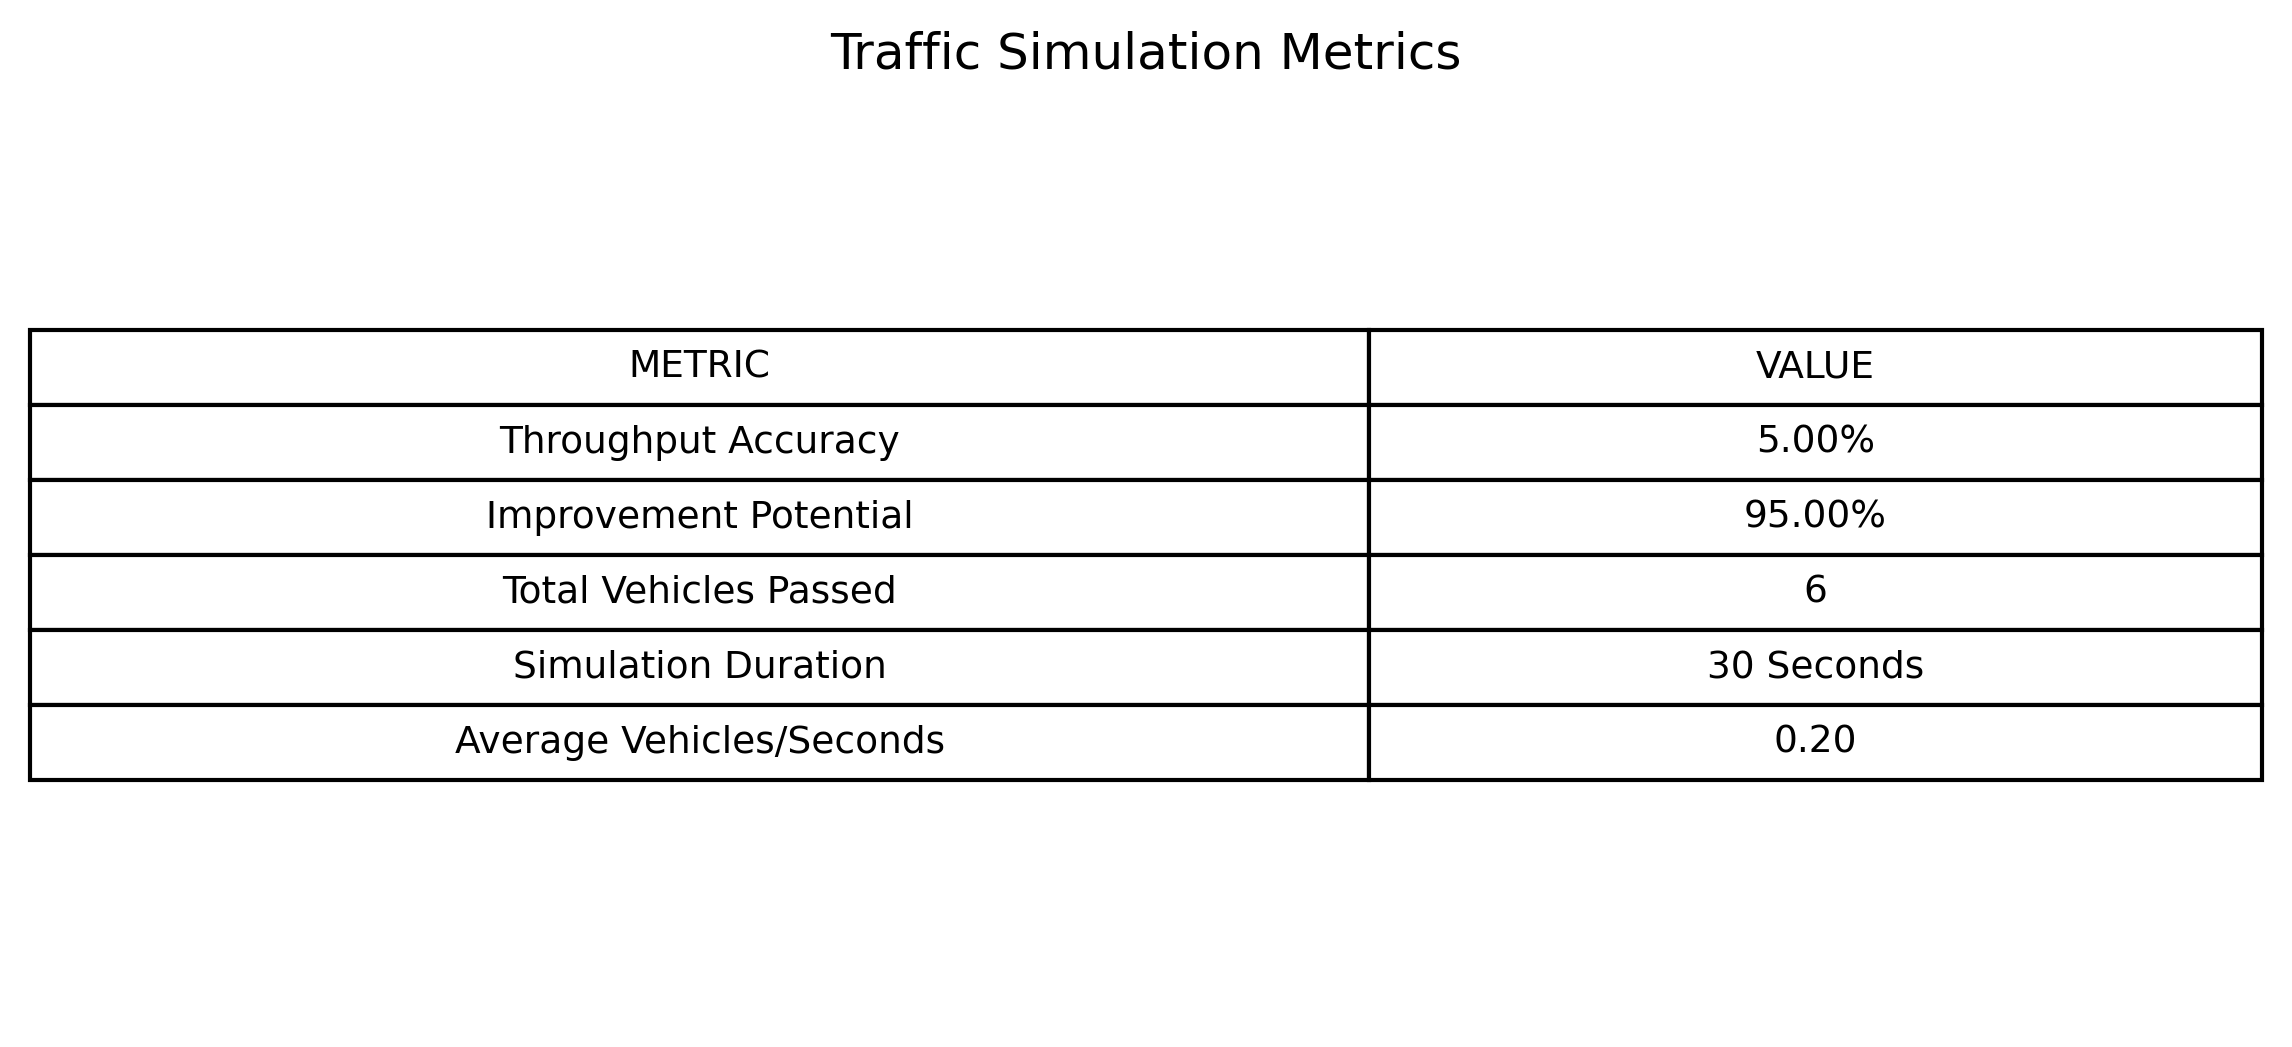 Traffic Simulation Metrics
METRIC VALUE
Throughput Accuracy 5.00%
Improvement Potential 95.00%
Total Vehicles Passed 6
Simulation Duration 30 Seconds
Average Vehicles/Seconds 0.20